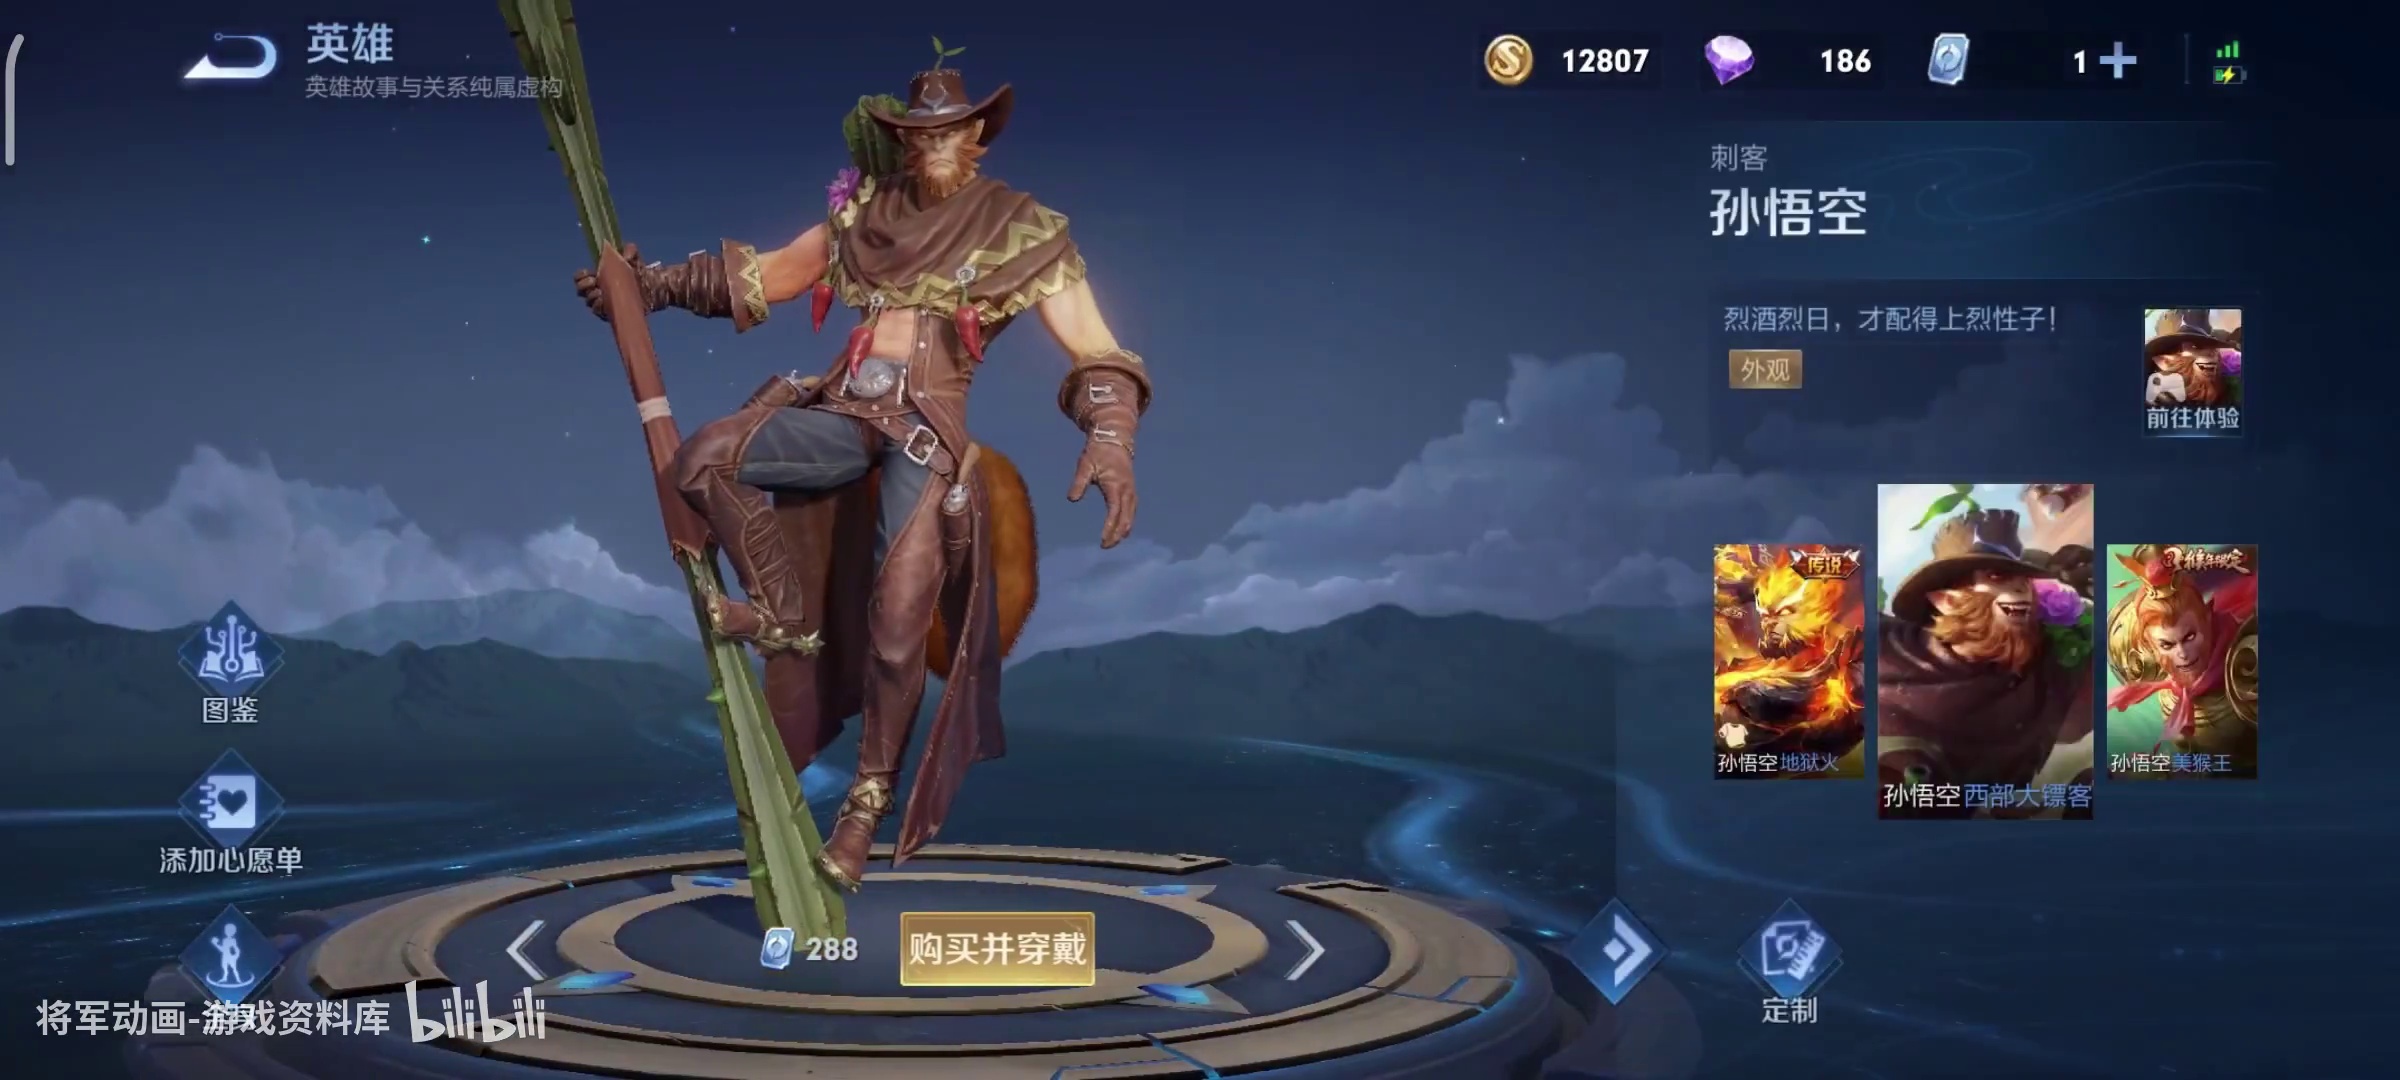 英雄
英雄故事与关系纯属虚构
12807
186
1
刺客
孙悟空
烈酒烈日，才配得上烈性子！
外观
前往体验
传说
猴年限定
孙悟空地狱火
孙悟空西部大镖客
孙悟空美猴王
图鉴
添加心愿单
288
购买并穿戴
定制
将军动画-游戏资料库
bilibili